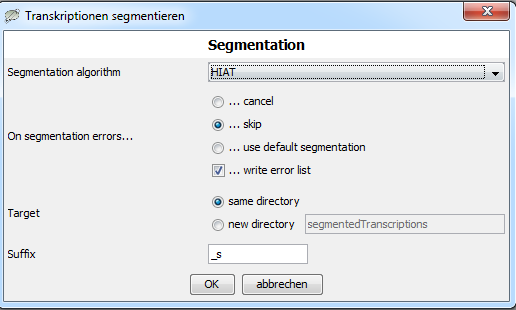 Transkriptionen segmentieren
Segmentation
Segmentation algorithm
HIAT
... cancel
On segmentation errors...
... skip
... use default segmentation
... write error list
Target
same directory
new directory segmentedTranscriptions
Suffix _s
OK abbrechen